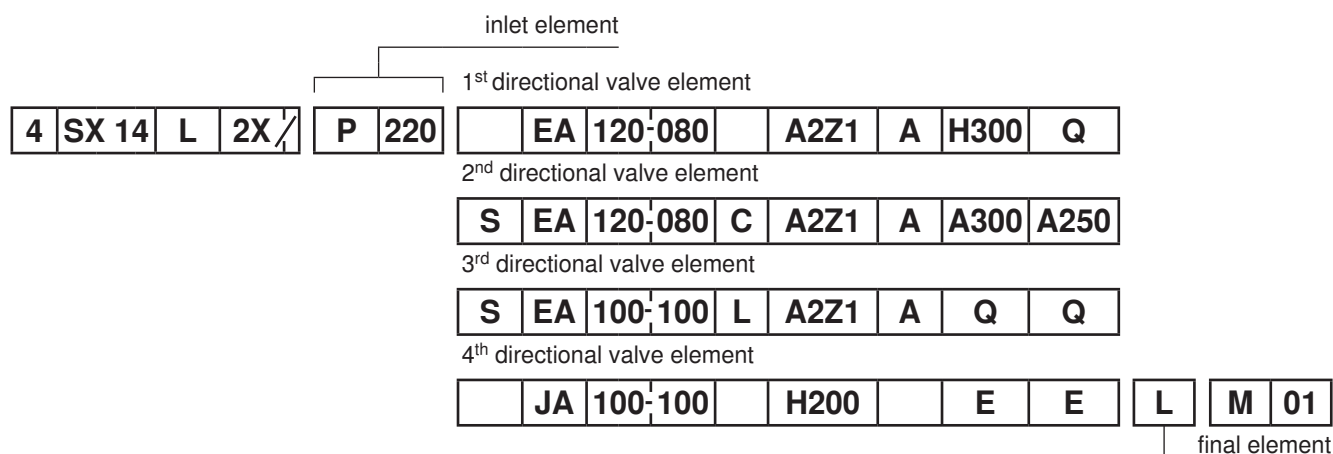 inlet element
1st directional valve element
4 SX 14 L 2X/ P 220 EA 120-080 A2Z1 A H300 Q
2nd directional valve element
S EA 120-080 C A2Z1 A A300 A250
3rd directional valve element
S EA 100-100 L A2Z1 A Q Q
4th directional valve element
JA 100-100 H200 E E L M 01
final element